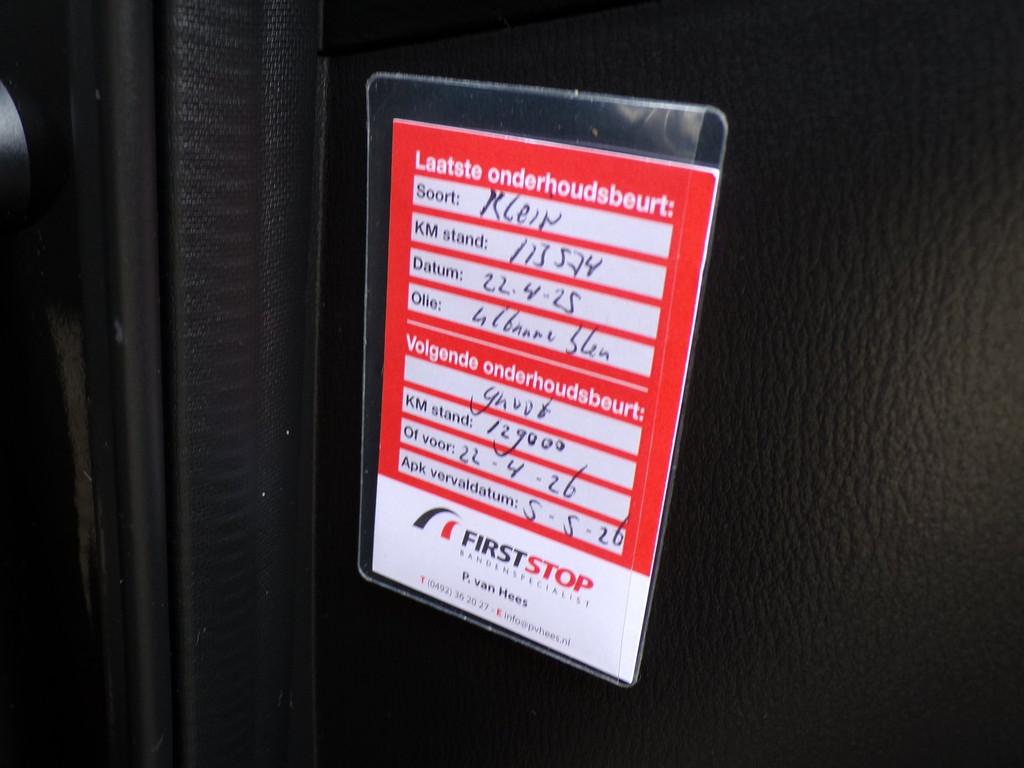 Laatste onderhoudsbeurt:
Soort: Klein
KM stand: 113574
Datum: 22-4-25
Olie:
Volgende onderhoudsbeurt:
groot
KM stand: 129000
Of voor: 22-4-26
Apk vervaldatum: 5-5-26
FIRSTSTOP
BANDENSPECIALIST
P. van Hees
T (0492) 36 20 27 - E info@pvhees.nl